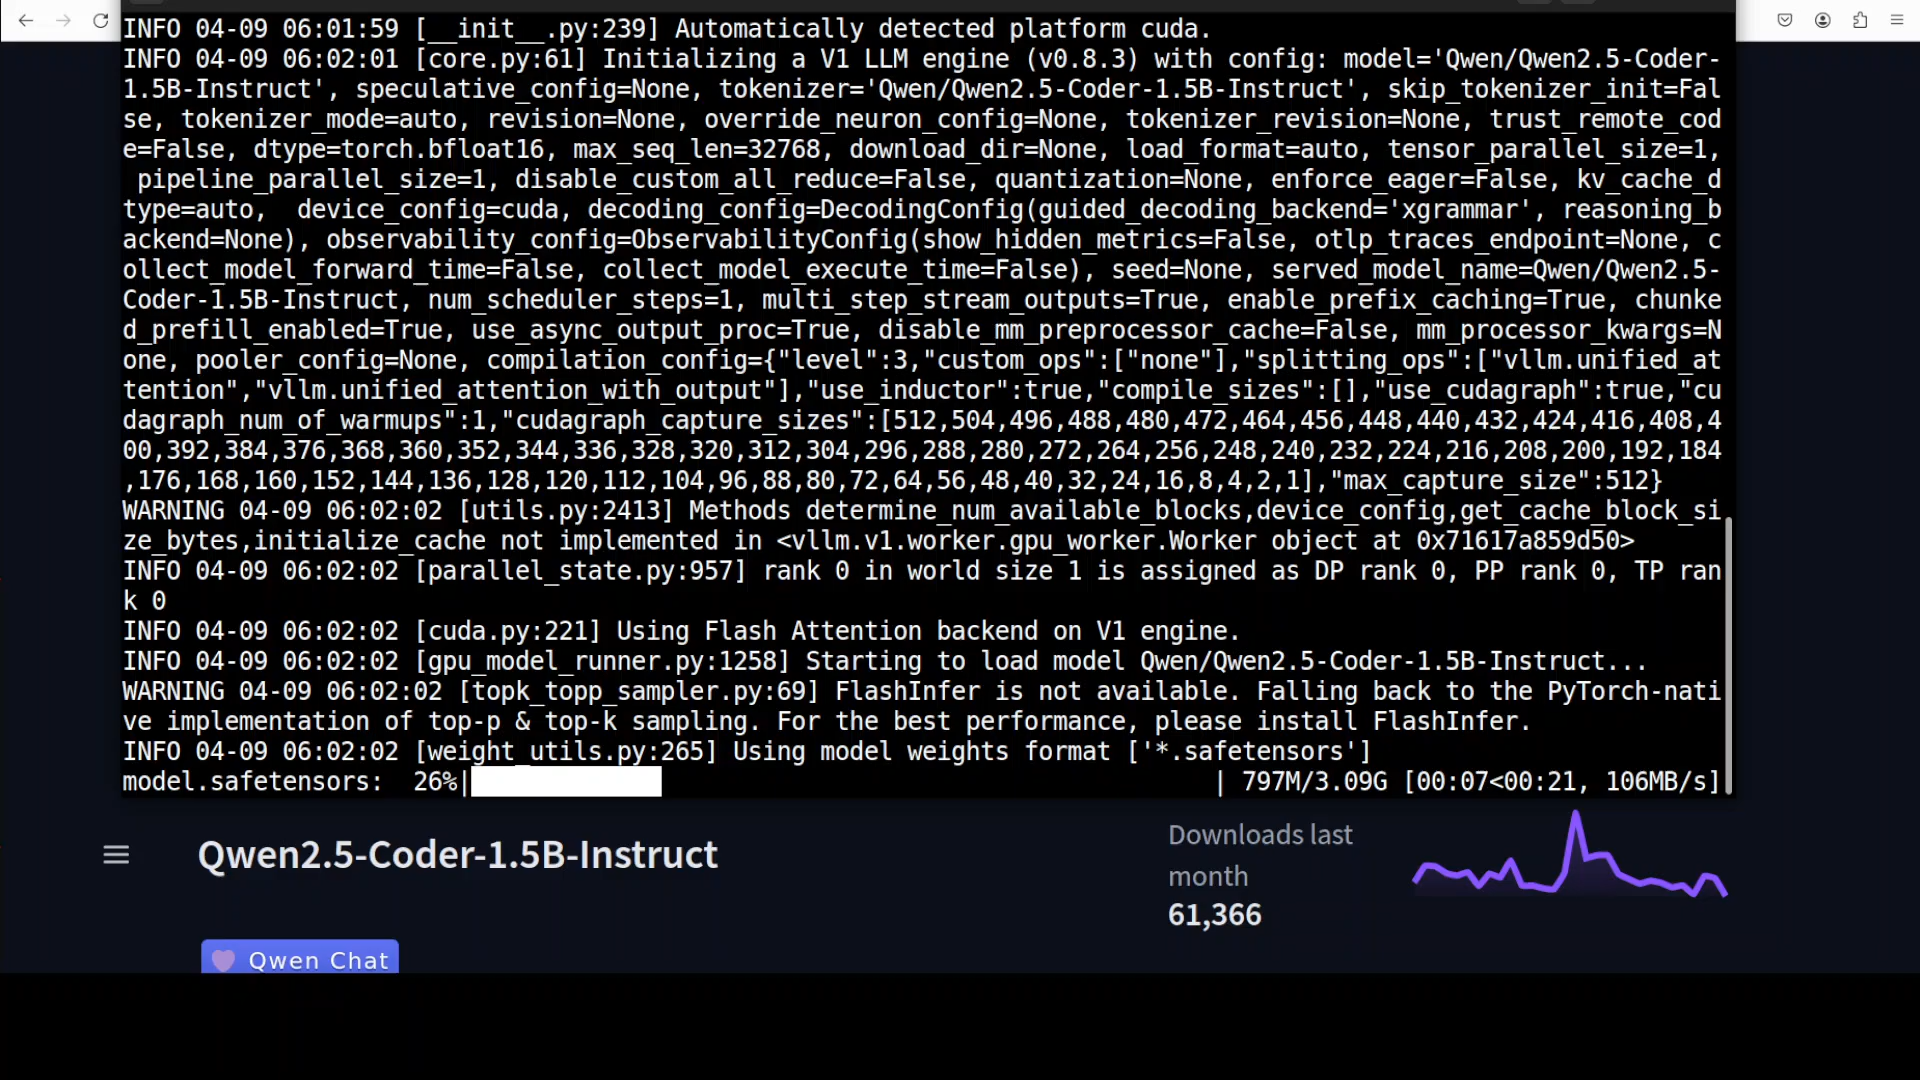 INFO 04-09 06:01:59 [__init__.py:239] Automatically detected platform cuda.
INFO 04-09 06:02:01 [core.py:61] Initializing a V1 LLM engine (v0.8.3) with config: model='Qwen/Qwen2.5-Coder-
1.5B-Instruct', speculative_config=None, tokenizer='Qwen/Qwen2.5-Coder-1.5B-Instruct', skip_tokenizer_init=Fal
se, tokenizer_mode=auto, revision=None, override_neuron_config=None, tokenizer_revision=None, trust_remote_cod
e=False, dtype=torch.bfloat16, max_seq_len=32768, download_dir=None, load_format=auto, tensor_parallel_size=1,
 pipeline_parallel_size=1, disable_custom_all_reduce=False, quantization=None, enforce_eager=False, kv_cache_d
type=auto,  device_config=cuda, decoding_config=DecodingConfig(guided_decoding_backend='xgrammar', reasoning_b
ackend=None), observability_config=ObservabilityConfig(show_hidden_metrics=False, otlp_traces_endpoint=None, c
ollect_model_forward_time=False, collect_model_execute_time=False), seed=None, served_model_name=Qwen/Qwen2.5-
Coder-1.5B-Instruct, num_scheduler_steps=1, multi_step_stream_outputs=True, enable_prefix_caching=True, chunke
d_prefill_enabled=True, use_async_output_proc=True, disable_mm_preprocessor_cache=False, mm_processor_kwargs=N
one, pooler_config=None, compilation_config={"level":3,"custom_ops":["none"],"splitting_ops":["vllm.unified_at
tention","vllm.unified_attention_with_output"],"use_inductor":true,"compile_sizes":[],"use_cudagraph":true,"cu
dagraph_num_of_warmups":1,"cudagraph_capture_sizes":[512,504,496,488,480,472,464,456,448,440,432,424,416,408,4
00,392,384,376,368,360,352,344,336,328,320,312,304,296,288,280,272,264,256,248,240,232,224,216,208,200,192,184
,176,168,160,152,144,136,128,120,112,104,96,88,80,72,64,56,48,40,32,24,16,8,4,2,1],"max_capture_size":512}
WARNING 04-09 06:02:02 [utils.py:2413] Methods determine_num_available_blocks,device_config,get_cache_block_si
ze_bytes,initialize_cache not implemented in <vllm.v1.worker.gpu_worker.Worker object at 0x71617a859d50>
INFO 04-09 06:02:02 [parallel_state.py:957] rank 0 in world size 1 is assigned as DP rank 0, PP rank 0, TP ran
k 0
INFO 04-09 06:02:02 [cuda.py:221] Using Flash Attention backend on V1 engine.
INFO 04-09 06:02:02 [gpu_model_runner.py:1258] Starting to load model Qwen/Qwen2.5-Coder-1.5B-Instruct...
WARNING 04-09 06:02:02 [topk_topp_sampler.py:69] FlashInfer is not available. Falling back to the PyTorch-nati
ve implementation of top-p & top-k sampling. For the best performance, please install FlashInfer.
INFO 04-09 06:02:02 [weight_utils.py:265] Using model weights format ['*.safetensors']
model.safetensors:  26%| | 797M/3.09G [00:07<00:21, 106MB/s]
Qwen2.5-Coder-1.5B-Instruct
Downloads last
month
61,366
Qwen Chat